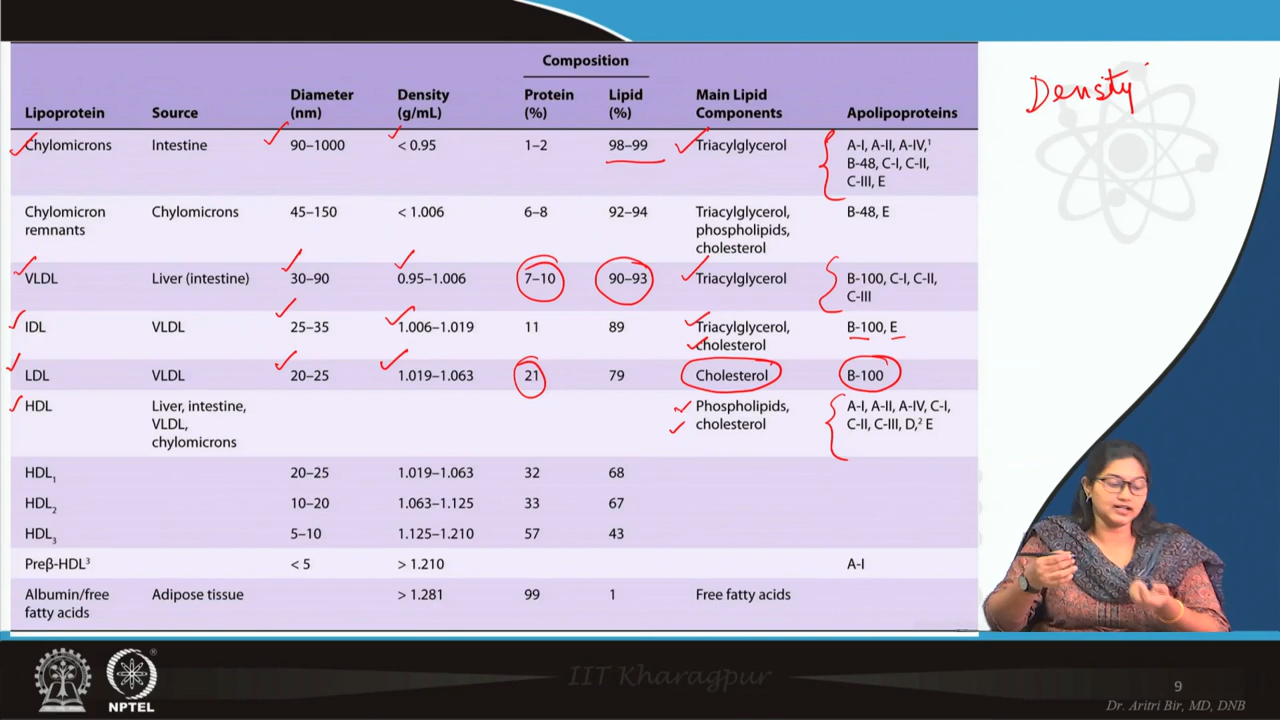 Density
Composition
Lipoprotein Source Diameter (nm) Density (g/mL) Protein (%) Lipid (%) Main Lipid Components Apolipoproteins
Chylomicrons Intestine 90–1000 < 0.95 1–2 98–99 Triacylglycerol A-I, A-II, A-IV,¹
B-48, C-I, C-II,
C-III, E
Chylomicron remnants Chylomicrons 45–150 < 1.006 6–8 92–94 Triacylglycerol, phospholipids, cholesterol B-48, E
VLDL Liver (intestine) 30–90 0.95–1.006 7–10 90–93 Triacylglycerol B-100, C-I, C-II,
C-III
IDL VLDL 25–35 1.006–1.019 11 89 Triacylglycerol, cholesterol B-100, E
LDL VLDL 20–25 1.019–1.063 21 79 Cholesterol B-100
HDL Liver, intestine, VLDL, chylomicrons Phospholipids, cholesterol A-I, A-II, A-IV, C-I,
C-II, C-III, D,² E
HDL₁ 20–25 1.019–1.063 32 68
HDL₂ 10–20 1.063–1.125 33 67
HDL₃ 5–10 1.125–1.210 57 43
Preβ-HDL³ < 5 > 1.210 A-I
Albumin/free fatty acids Adipose tissue > 1.281 99 1 Free fatty acids
NPTEL
IIT Kharagpur
9
Dr. Aritri Bir, MD, DNB